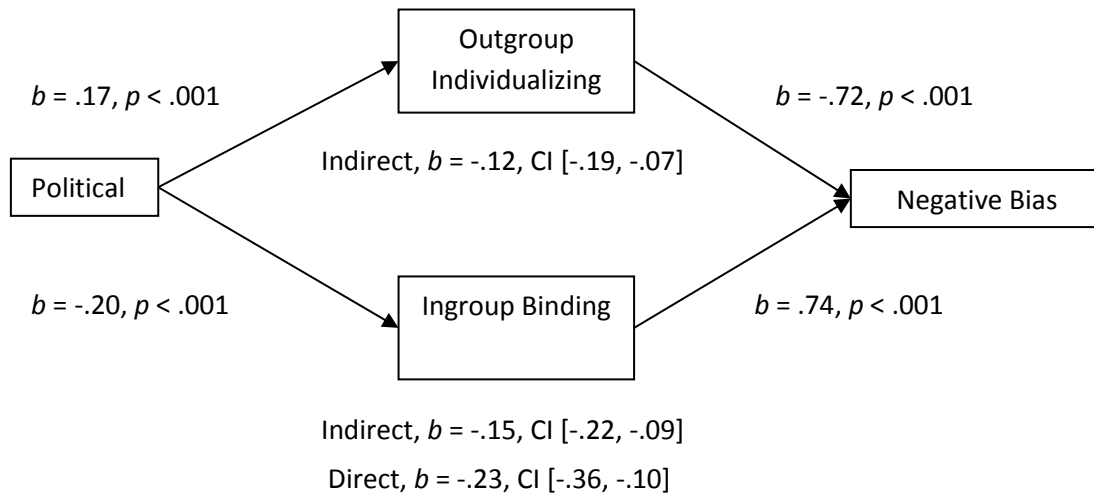 Outgroup
Individualizing
b = .17, p < .001
b = -.72, p < .001
Indirect, b = -.12, CI [-.19, -.07]
Political
Negative Bias
b = -.20, p < .001
Ingroup Binding
b = .74, p < .001
Indirect, b = -.15, CI [-.22, -.09]
Direct, b = -.23, CI [-.36, -.10]